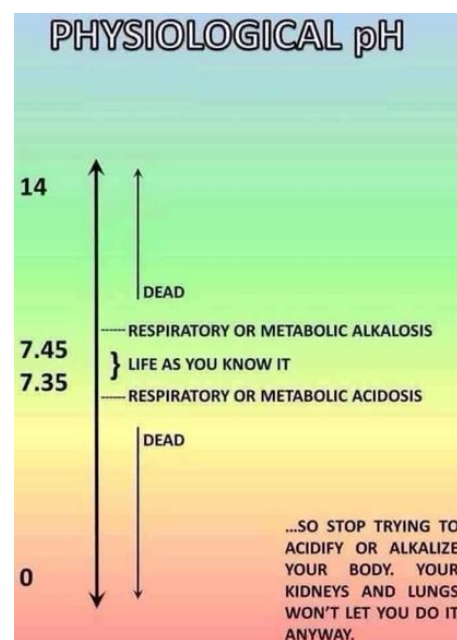 PHYSIOLOGICAL pH
14
DEAD
RESPIRATORY OR METABOLIC ALKALOSIS
7.45
} LIFE AS YOU KNOW IT
7.35
RESPIRATORY OR METABOLIC ACIDOSIS
DEAD
...SO STOP TRYING TO
ACIDIFY OR ALKALIZE
YOUR BODY. YOUR
KIDNEYS AND LUNGS
WON'T LET YOU DO IT
ANYWAY.
0